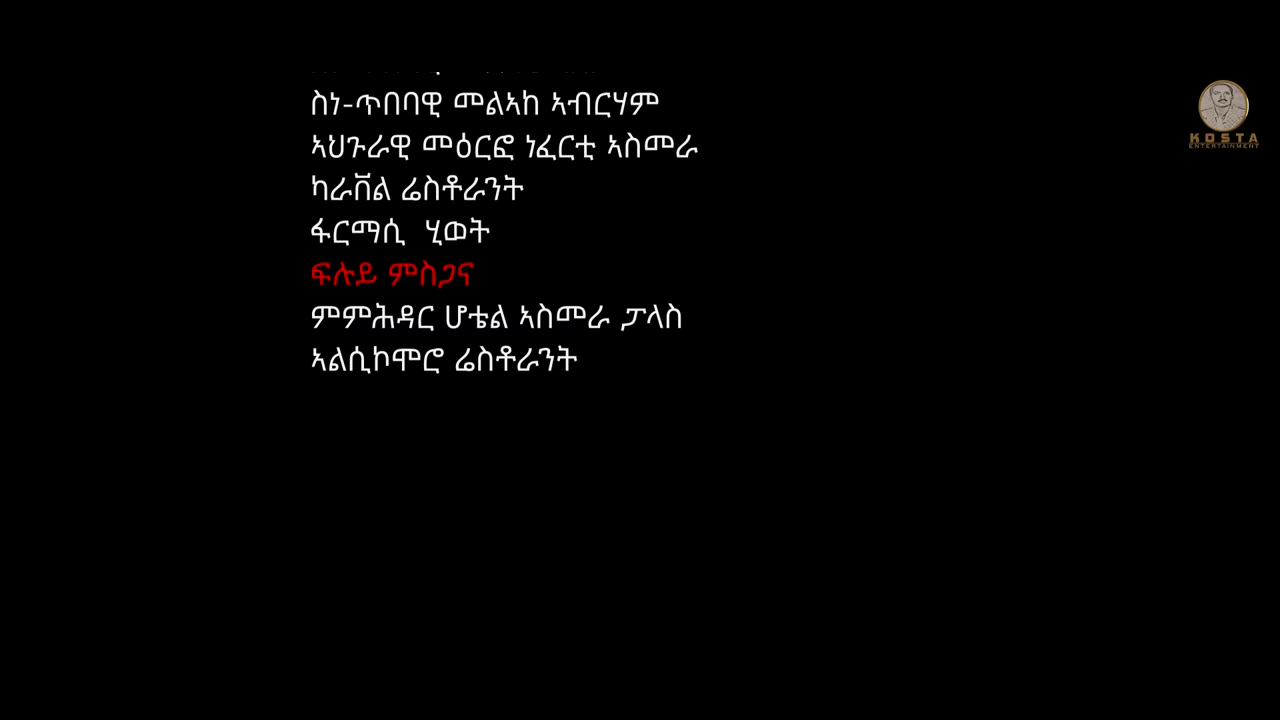 ስነ-ጥበባዊ መልኣከ ኣብርሃም
ኣህጉራዊ መዕርፎ ነፈርቲ ኣስመራ
ካራቨል ሬስቶራንት
ፋርማሲ ሂወት
ፍሉይ ምስጋና
ምምሕዳር ሆቴል ኣስመራ ፓላስ
ኣልሲኮሞሮ ሬስቶራንት
KOSTA
ENTERTAINMENT